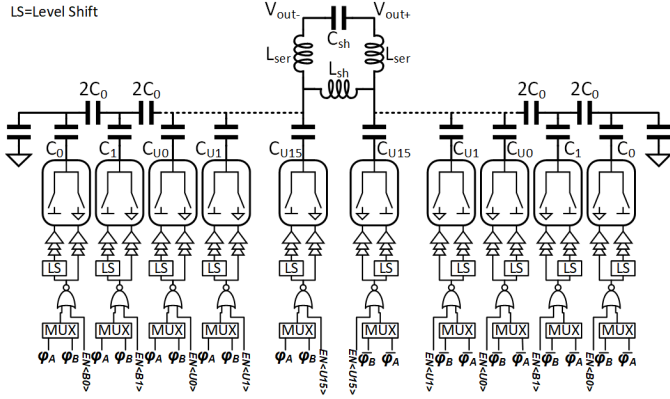 LS=Level Shift
Vout- Vout+
Csh
Lser Lser
Lsh
2C0 2C0 2C0 2C0
C0 C1 CU0 CU1 CU15 CU15 CU1 CU0 C1 C0
LS LS LS LS LS LS LS LS LS LS
MUX MUX MUX MUX MUX MUX MUX MUX MUX MUX
φA φB EN<B0> φA φB EN<B1> φA φB EN<U0> φA φB EN<U1> φA φB EN<U15> EN<U15> φ̅B φ̅A EN<U1> φ̅B φ̅A EN<U0> φ̅B φ̅A EN<B1> φ̅B φ̅A EN<B0> φ̅B φ̅A